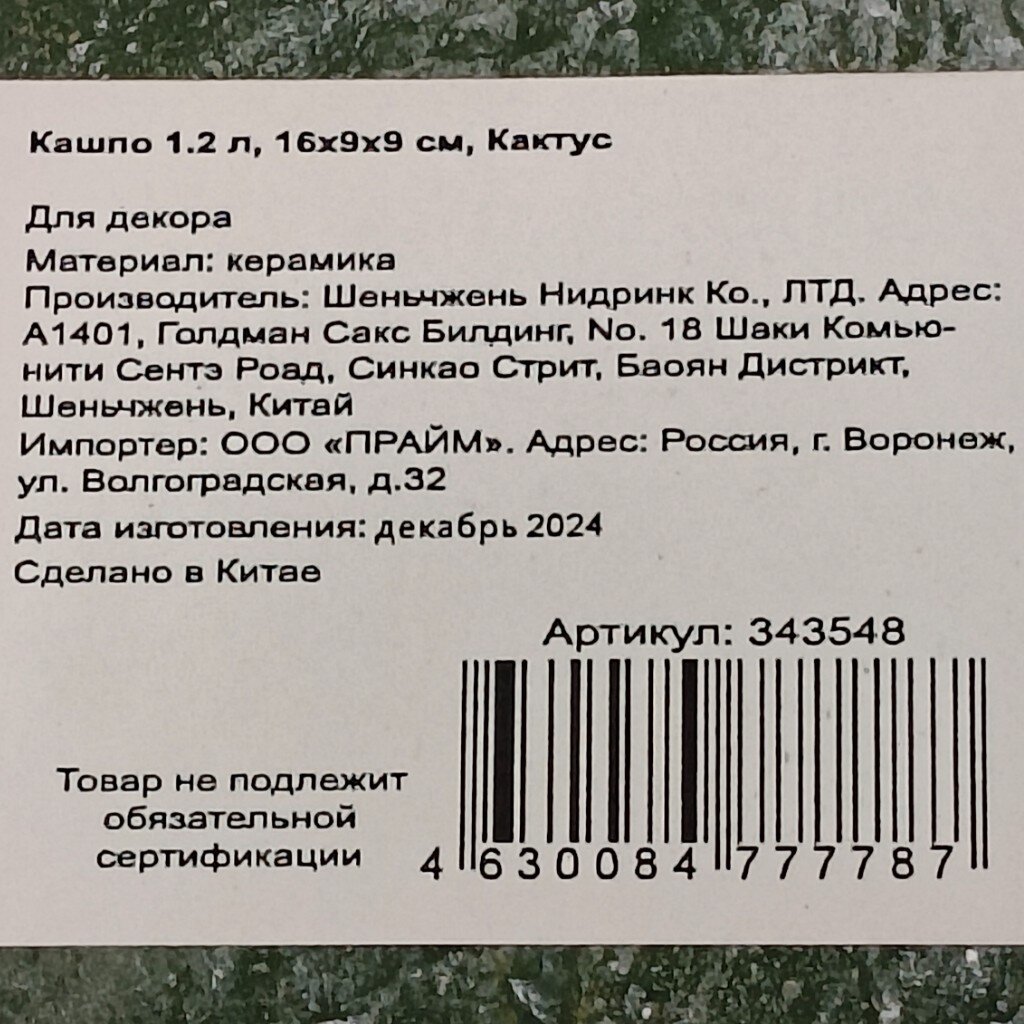 Кашпо 1.2 л, 16х9х9 см, Кактус
Для декора
Материал: керамика
Производитель: Шеньчжень Нидринк Ко., ЛТД. Адрес:
А1401, Голдман Сакс Билдинг, No. 18 Шаки Комью-
нити Сентэ Роад, Синкао Стрит, Баоян Дистрикт,
Шеньчжень, Китай
Импортер: ООО «ПРАЙМ». Адрес: Россия, г. Воронеж,
ул. Волгоградская, д.32
Дата изготовления: декабрь 2024
Сделано в Китае
Артикул: 343548
Товар не подлежит
обязательной
сертификации
4 630084 777787